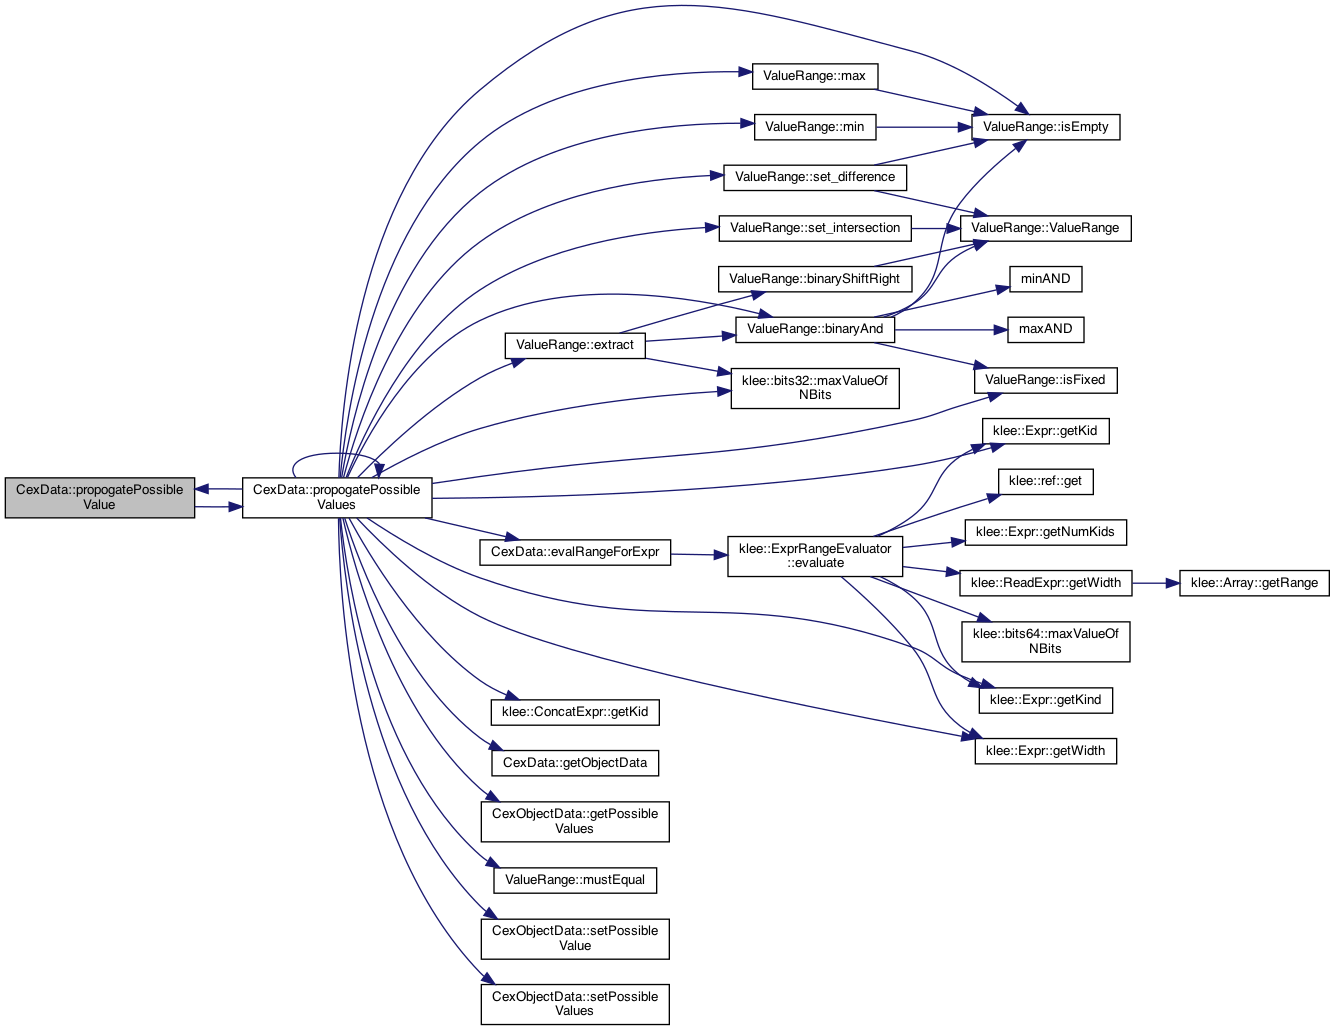 CexData::propogatePossible
Value
CexData::propogatePossible
Values
ValueRange::max
ValueRange::min
ValueRange::set_difference
ValueRange::set_intersection
ValueRange::binaryShiftRight
ValueRange::extract
ValueRange::binaryAnd
klee::bits32::maxValueOf
NBits
ValueRange::isEmpty
ValueRange::ValueRange
minAND
maxAND
ValueRange::isFixed
klee::Expr::getKid
klee::ref::get
CexData::evalRangeForExpr
klee::ExprRangeEvaluator
::evaluate
klee::Expr::getNumKids
klee::ReadExpr::getWidth
klee::Array::getRange
klee::bits64::maxValueOf
NBits
klee::Expr::getKind
klee::Expr::getWidth
klee::ConcatExpr::getKid
CexData::getObjectData
CexObjectData::getPossible
Values
ValueRange::mustEqual
CexObjectData::setPossible
Value
CexObjectData::setPossible
Values